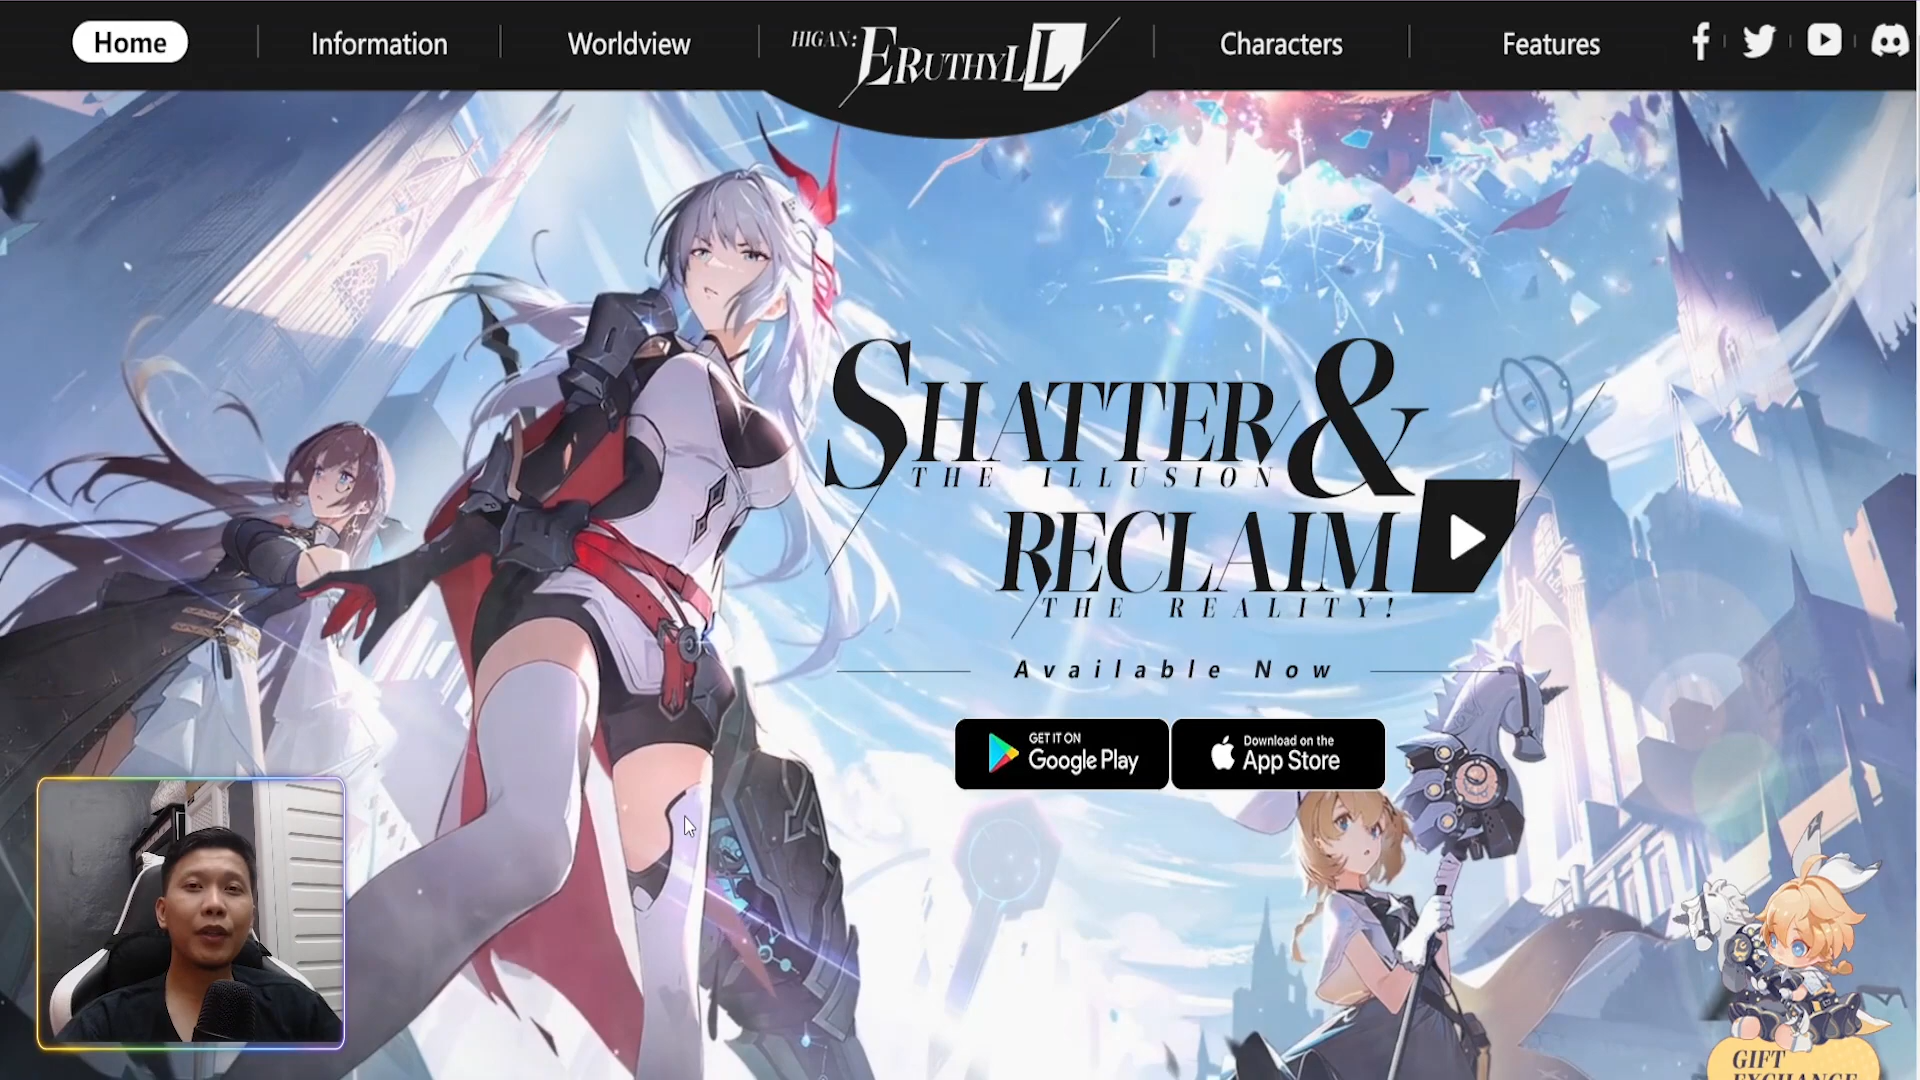 Home
Information
Worldview
HIGAN:
ERUTHYLL
Characters
Features
SHATTER &
THE ILLUSION
RECLAIM
THE REALITY!
Available Now
GET IT ON
Google Play
Download on the
App Store
GIFT
EXCHANGE